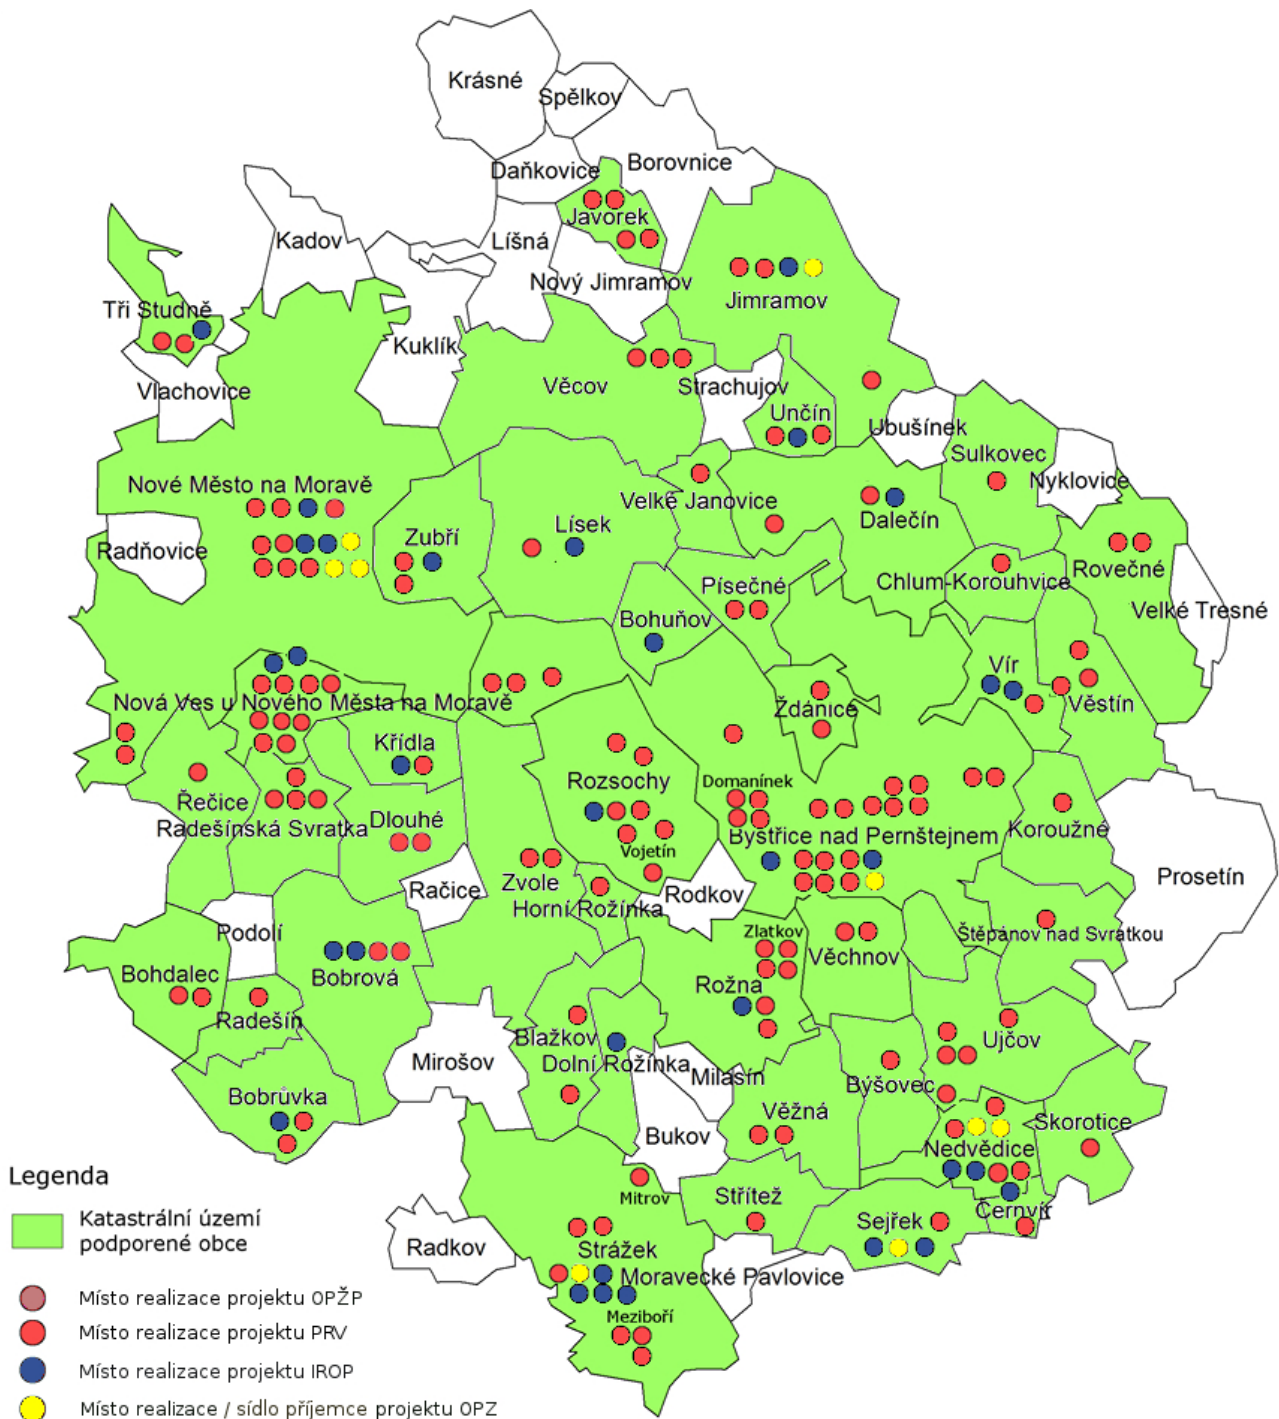 Krásné
Spělkov
Borovnice
Daňkovice
Javorek
Kadov
Líšná
Nový Jimramov
Jimramov
Tři Studně
Kuklík
Vlachovice
Věcov
Strachujov
Unčín
Ubušínek
Sulkovec
Nyklovice
Nové Město na Moravě
Velké Janovice
Dalečín
Radňovice
Zubří
Lísek
Písečné
Chlum-Korouhvice
Rovečné
Velké Tresné
Bohuňov
Vír
Nová Ves u Nového Města na Moravě
Ždánice
Věstín
Křídla
Rozsochy
Domanínek
Řečice
Radešínská Svratka
Dlouhé
Bystřice nad Pernštejnem
Koroužné
Vojetín
Zvole
Račice
Horní Rožínka
Rodkov
Prosetín
Podolí
Zlatkov
Věchnov
Štěpánov nad Svratkou
Bohdalec
Bobrová
Rožna
Radešín
Blažkov
Ujčov
Mirošov
Dolní Rožínka
Milasín
Býšovec
Bobrůvka
Věžná
Skorotice
Bukov
Nedvědice
Mitrov
Střítež
Černvír
Sejřek
Radkov
Strážek
Moravecké Pavlovice
Meziboří
Legenda
Katastrální území
podporené obce
Místo realizace projektu OPŽP
Místo realizace projektu PRV
Místo realizace projektu IROP
Místo realizace / sídlo příjemce projektu OPZ